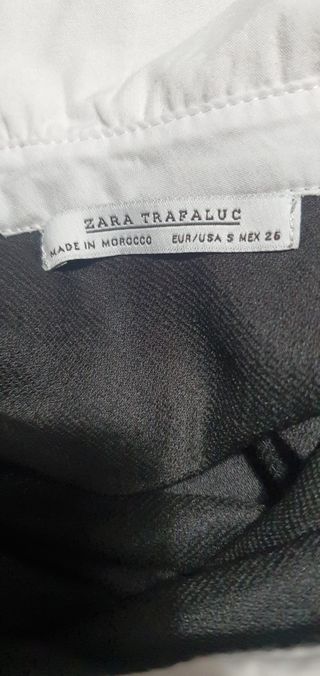 ZARA TRAFALUC
MADE IN MOROCCO EUR/USA S MEX 26